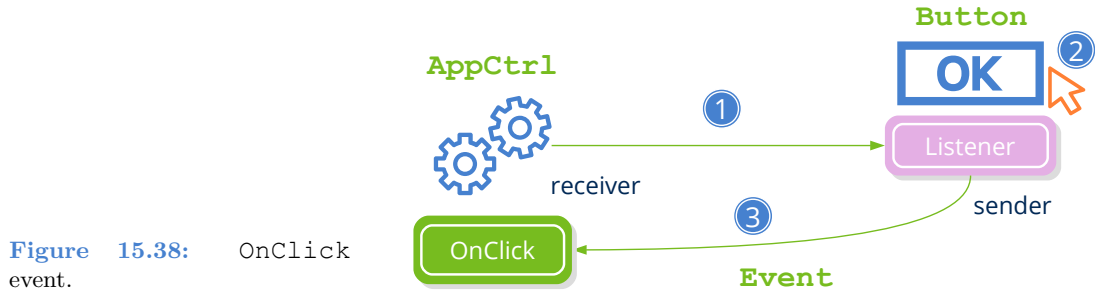 Button
2
OK
AppCtrl
1
Listener
receiver
sender
3
OnClick
Event
Figure 15.38: OnClick
event.